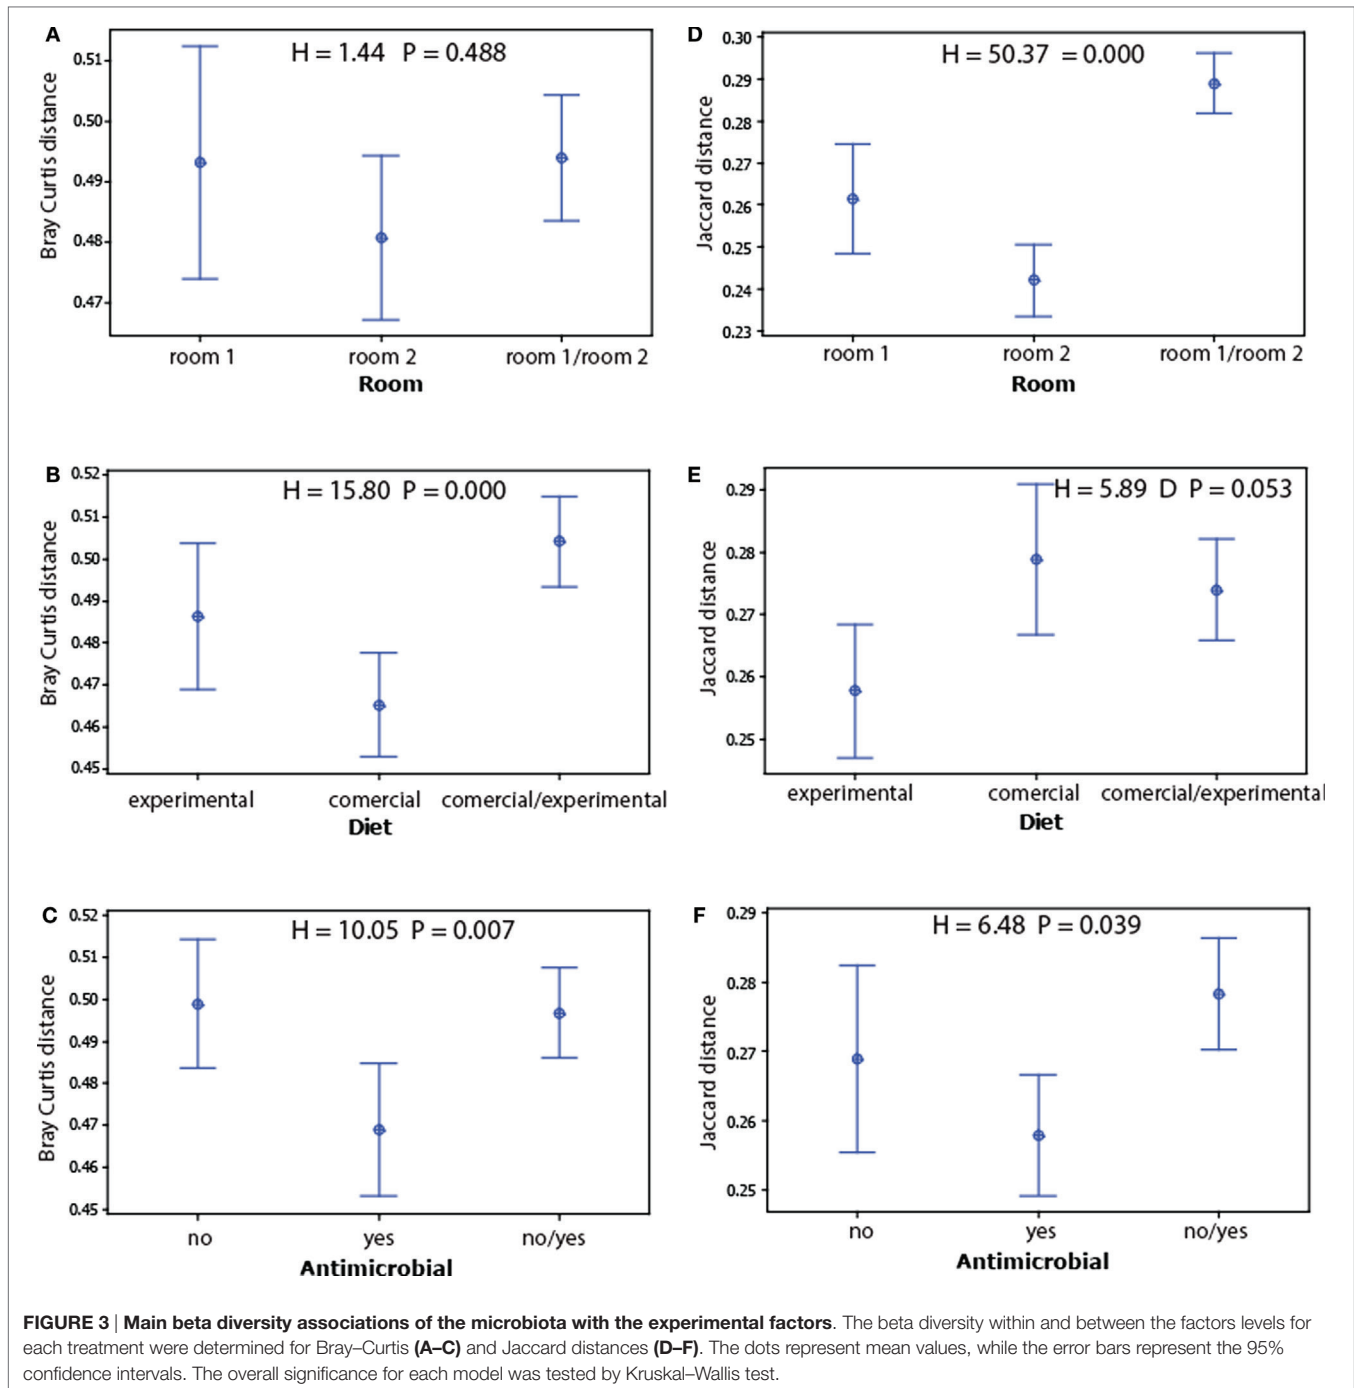 A
H = 1.44 P = 0.488
Bray Curtis distance
0.51
0.50
0.49
0.48
0.47
room 1 room 2 room 1/room 2
Room
D
H = 50.37 = 0.000
Jaccard distance
0.30
0.29
0.28
0.27
0.26
0.25
0.24
0.23
room 1 room 2 room 1/room 2
Room
B
H = 15.80 P = 0.000
Bray Curtis distance
0.52
0.51
0.50
0.49
0.48
0.47
0.46
0.45
experimental comercial comercial/experimental
Diet
E
H = 5.89 D P = 0.053
Jaccard distance
0.29
0.28
0.27
0.26
0.25
experimental comercial comercial/experimental
Diet
C
H = 10.05 P = 0.007
Bray Curtis distance
0.52
0.51
0.50
0.49
0.48
0.47
0.46
0.45
no yes no/yes
Antimicrobial
F
H = 6.48 P = 0.039
Jaccard distance
0.29
0.28
0.27
0.26
0.25
no yes no/yes
Antimicrobial
FIGURE 3 | Main beta diversity associations of the microbiota with the experimental factors. The beta diversity within and between the factors levels for
each treatment were determined for Bray–Curtis (A–C) and Jaccard distances (D–F). The dots represent mean values, while the error bars represent the 95%
confidence intervals. The overall significance for each model was tested by Kruskal–Wallis test.